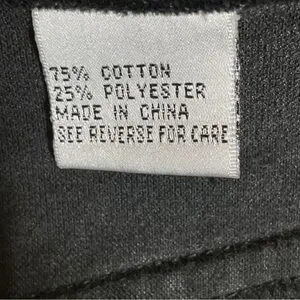 75% COTTON
25% POLYESTER
MADE IN CHINA
SEE REVERSE FOR CARE